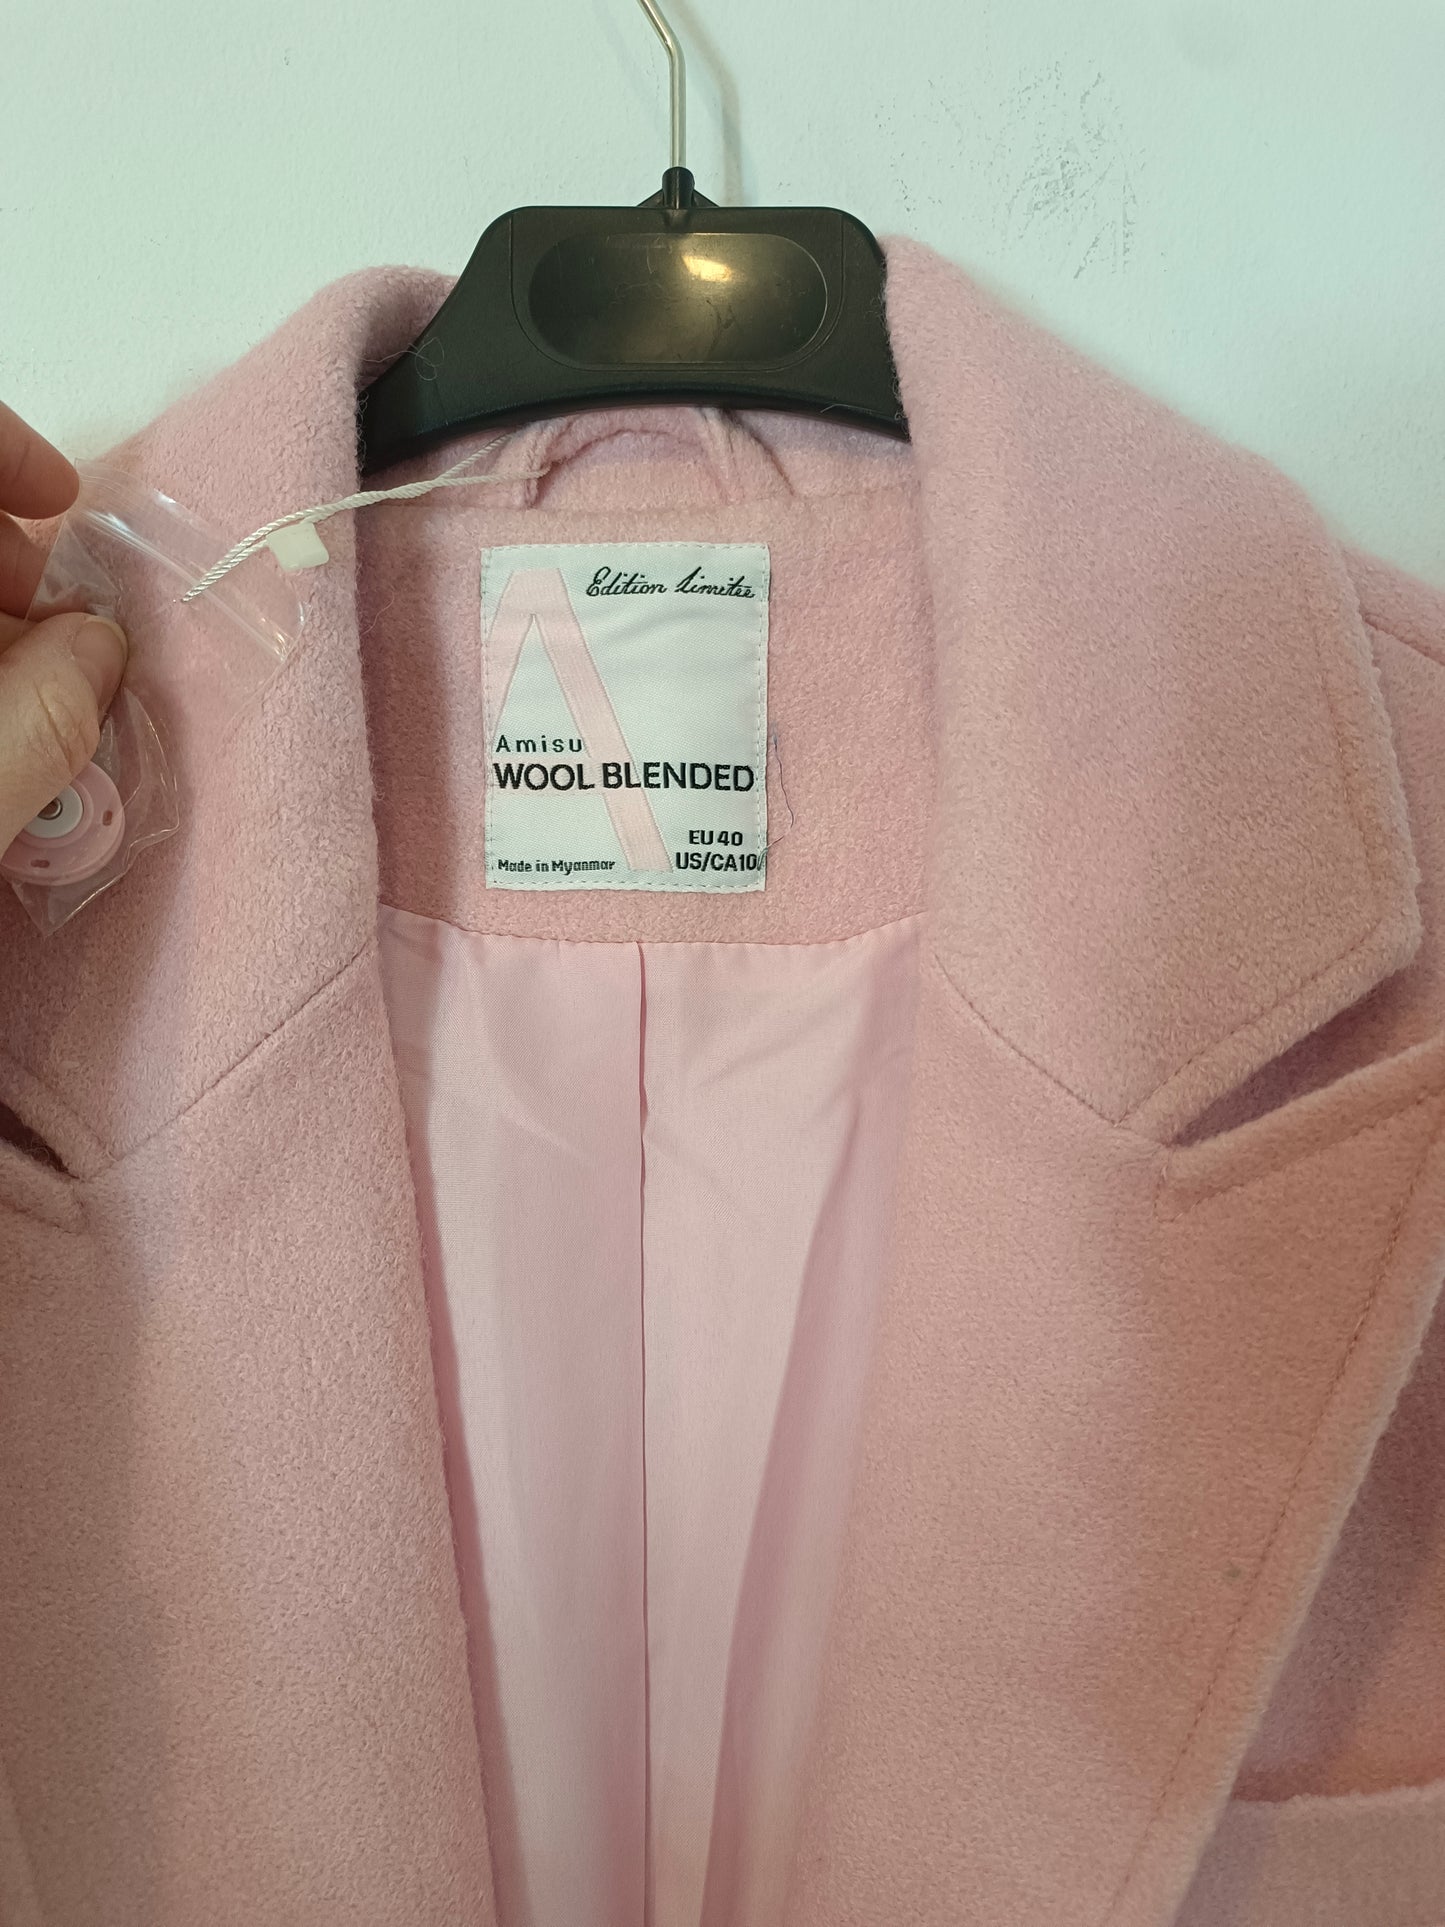 Edition Limitée
A
Amisu
WOOL BLENDED
EU 40
Made in Myanmar US/CA10